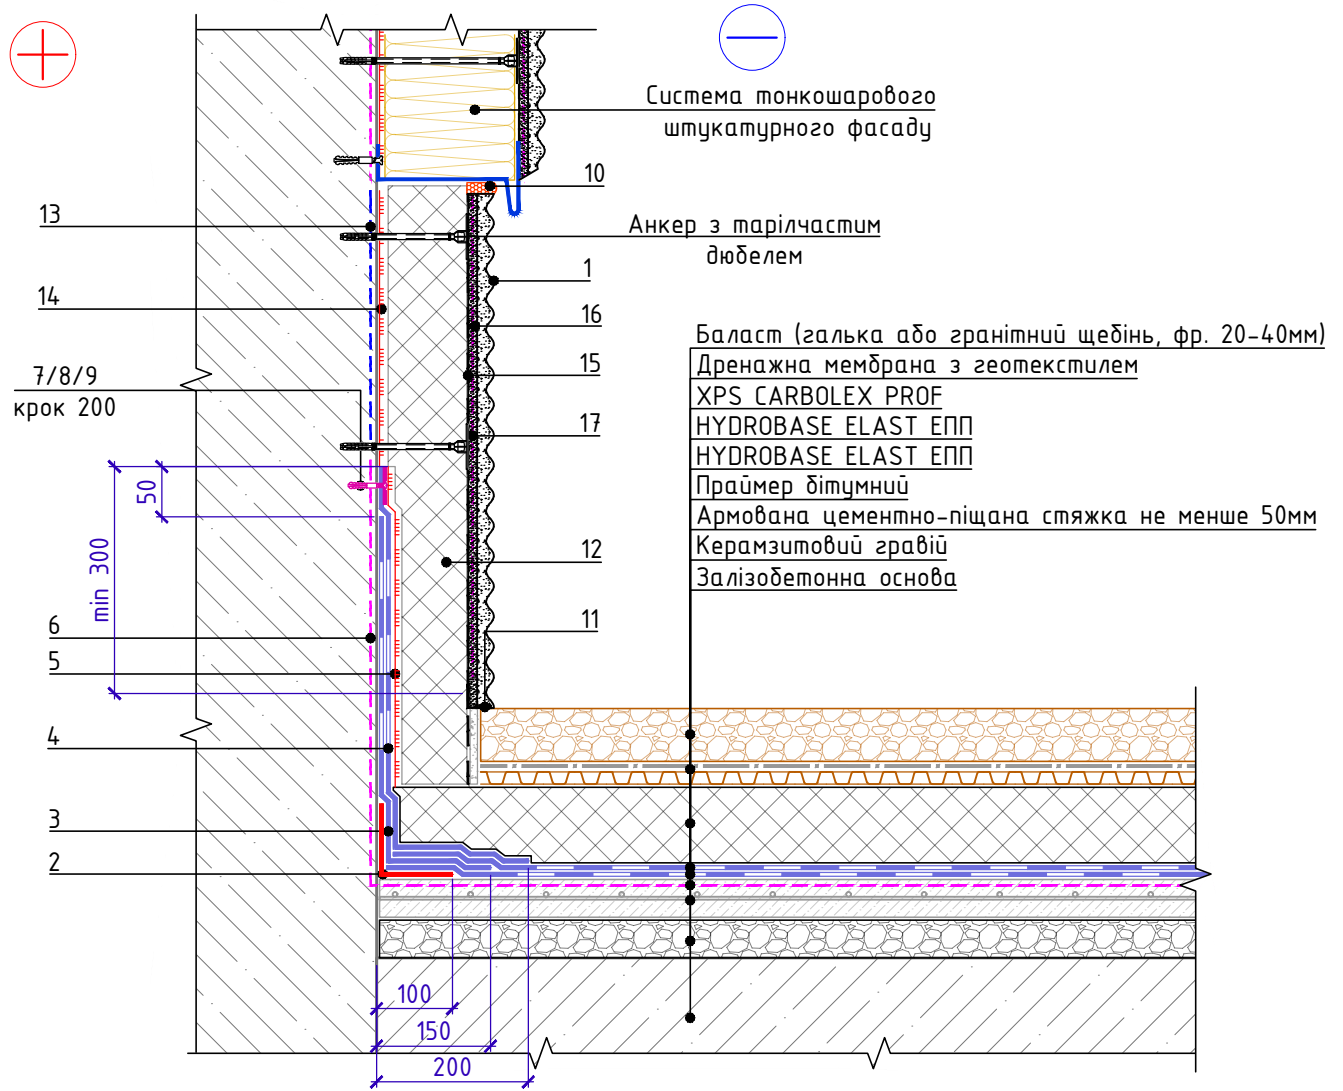 Система тонкошарового
штукатурного фасаду
10
13
Анкер з тарілчастим
дюбелем
1
14
16
Баласт (галька або гранітний щебінь, фр. 20-40мм)
15
Дренажна мембрана з геотекстилем
7/8/9
крок 200
XPS CARBOLEX PROF
17
HYDROBASE ELAST ЕПП
HYDROBASE ELAST ЕПП
Праймер бітумний
50
Армована цементно-піщана стяжка не менше 50мм
12
Керамзитовий гравій
min 300
Залізобетонна основа
11
6
5
4
3
2
100
150
200